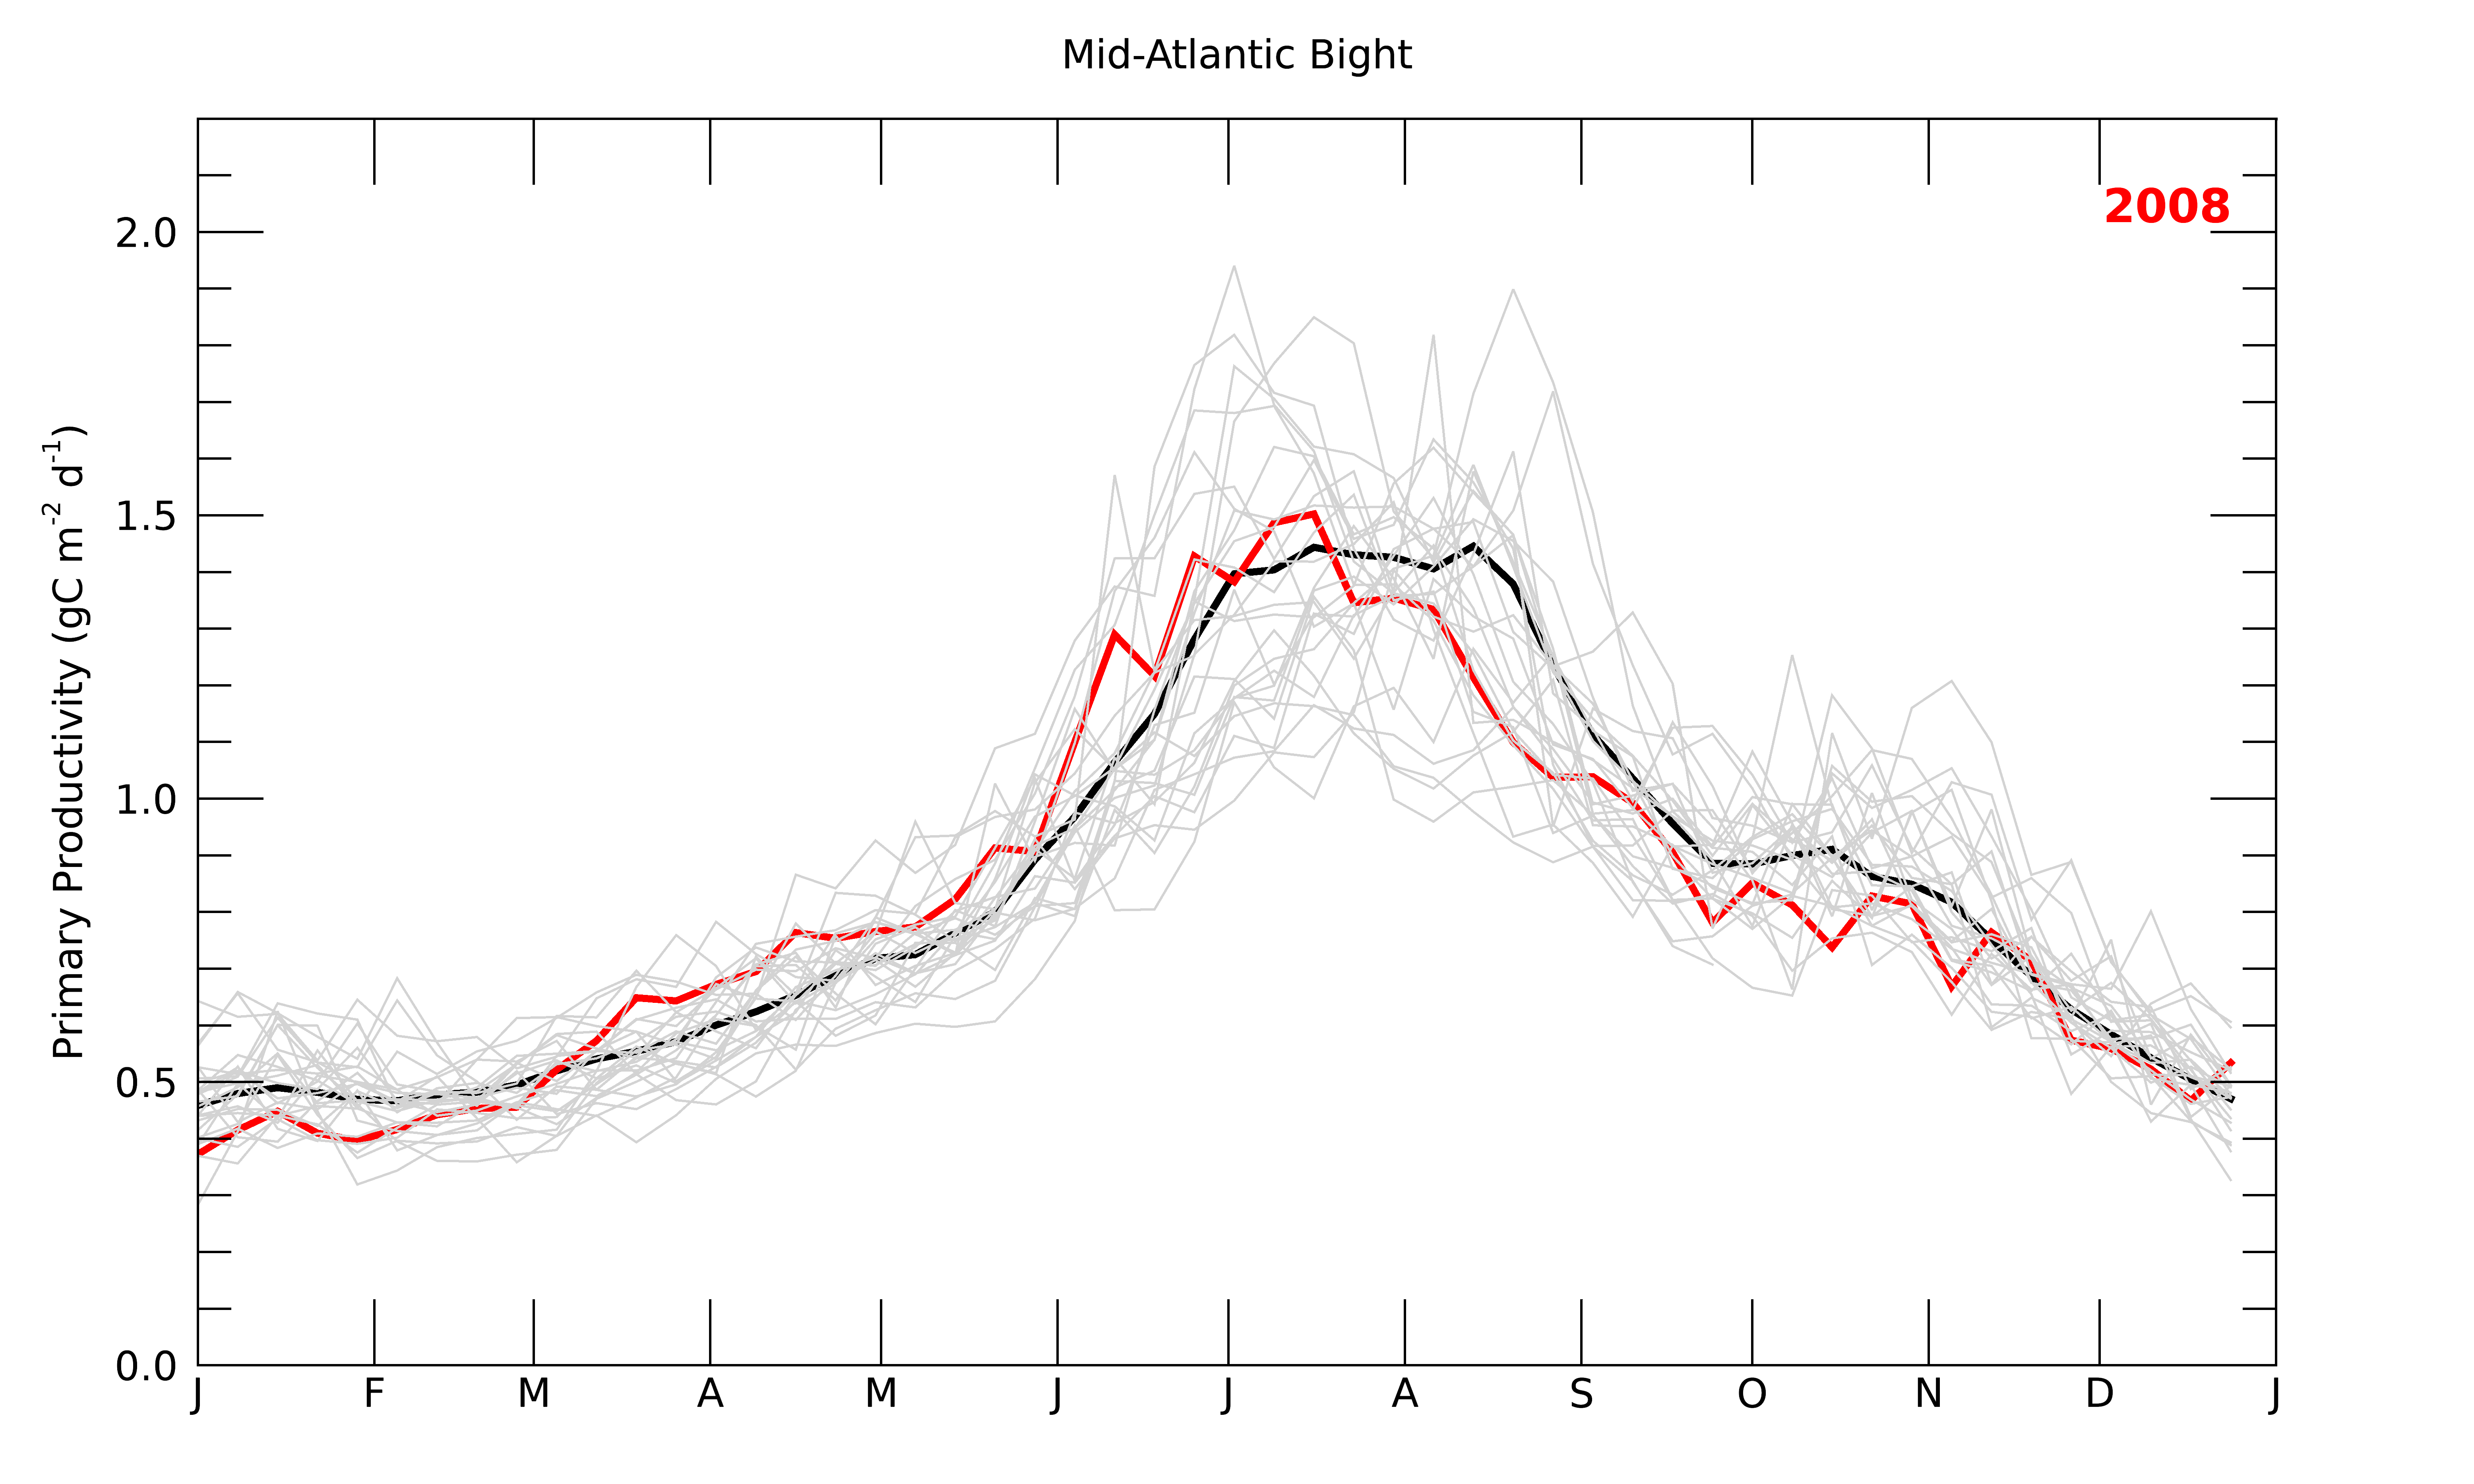 Mid-Atlantic Bight
2008
Primary Productivity (gC m-2 d-1)
2.0
1.5
1.0
0.5
0.0
J F M A M J J A S O N D J